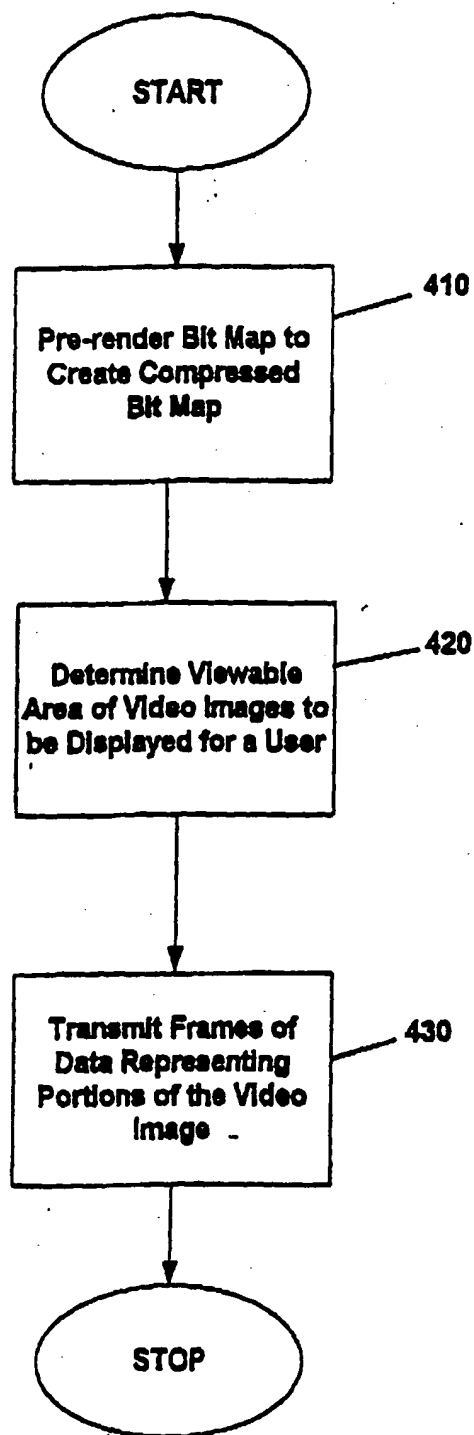 START
410
Pre-render Bit Map to
Create Compressed
Bit Map
420
Determine Viewable
Area of Video Images to
be Displayed for a User
Transmit Frames of
430
Data Representing
Portions of the Video
Image
STOP